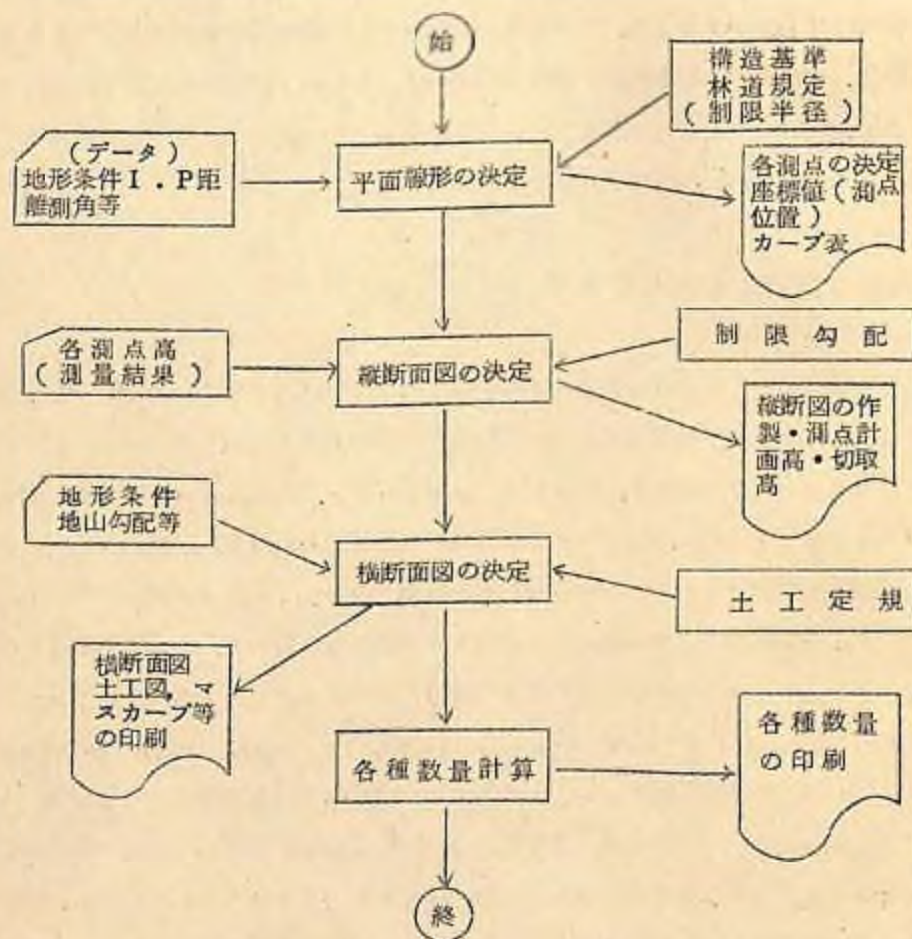 始
構造基準
林道規定
(制限半径)
(データ)
地形条件I.P距
離測角等
平面線形の決定
各測点の決定
座標値(測点
位置)
カーブ表
各測点高
(測量結果)
縦断面図の決定
制限勾配
縦断図の作
製・測点計
画高・切取
高
地形条件
地山勾配等
横断面図の決定
土工定規
横断面図
土工図,マ
スカーブ等
の印刷
各種数量計算
各種数量
の印刷
終